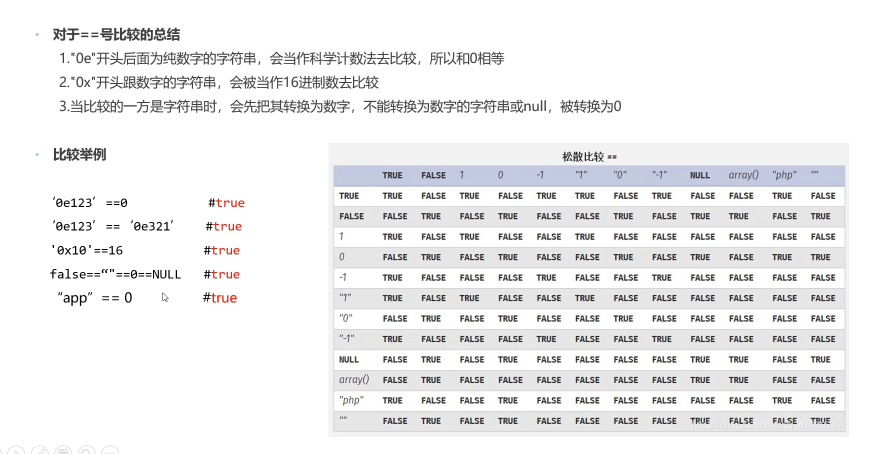 对于==号比较的总结
1."0e"开头后面为纯数字的字符串，会当作科学计数法去比较，所以和0相等
2."0x"开头跟数字的字符串，会被当作16进制数去比较
3.当比较的一方是字符串时，会先把其转换为数字，不能转换为数字的字符串或null，被转换为0
比较举例
‘0e123’ ==0 #true
‘0e123’ == ‘0e321’ #true
'0x10'==16 #true
false==“"==0==NULL #true
“app” == 0 #true
松散比较 ==
TRUE FALSE 1 0 -1 "1" "0" "-1" NULL array() "php" ""
TRUE TRUE FALSE TRUE FALSE TRUE TRUE FALSE TRUE FALSE FALSE TRUE FALSE
FALSE FALSE TRUE FALSE TRUE FALSE FALSE TRUE FALSE TRUE TRUE FALSE TRUE
1 TRUE FALSE TRUE FALSE FALSE TRUE FALSE FALSE FALSE FALSE FALSE FALSE
0 FALSE TRUE FALSE TRUE FALSE FALSE TRUE FALSE TRUE FALSE TRUE TRUE
-1 TRUE FALSE FALSE FALSE TRUE FALSE FALSE TRUE FALSE FALSE FALSE FALSE
"1" TRUE FALSE TRUE FALSE FALSE TRUE FALSE FALSE FALSE FALSE FALSE FALSE
"0" FALSE TRUE FALSE TRUE FALSE FALSE TRUE FALSE FALSE FALSE FALSE FALSE
"-1" TRUE FALSE FALSE FALSE TRUE FALSE FALSE TRUE FALSE FALSE FALSE FALSE
NULL FALSE TRUE FALSE TRUE FALSE FALSE FALSE FALSE TRUE TRUE FALSE TRUE
array() FALSE TRUE FALSE FALSE FALSE FALSE FALSE FALSE TRUE TRUE FALSE FALSE
"php" TRUE FALSE FALSE TRUE FALSE FALSE FALSE FALSE FALSE FALSE TRUE FALSE
"" FALSE TRUE FALSE TRUE FALSE FALSE FALSE FALSE TRUE FALSE FALSE TRUE